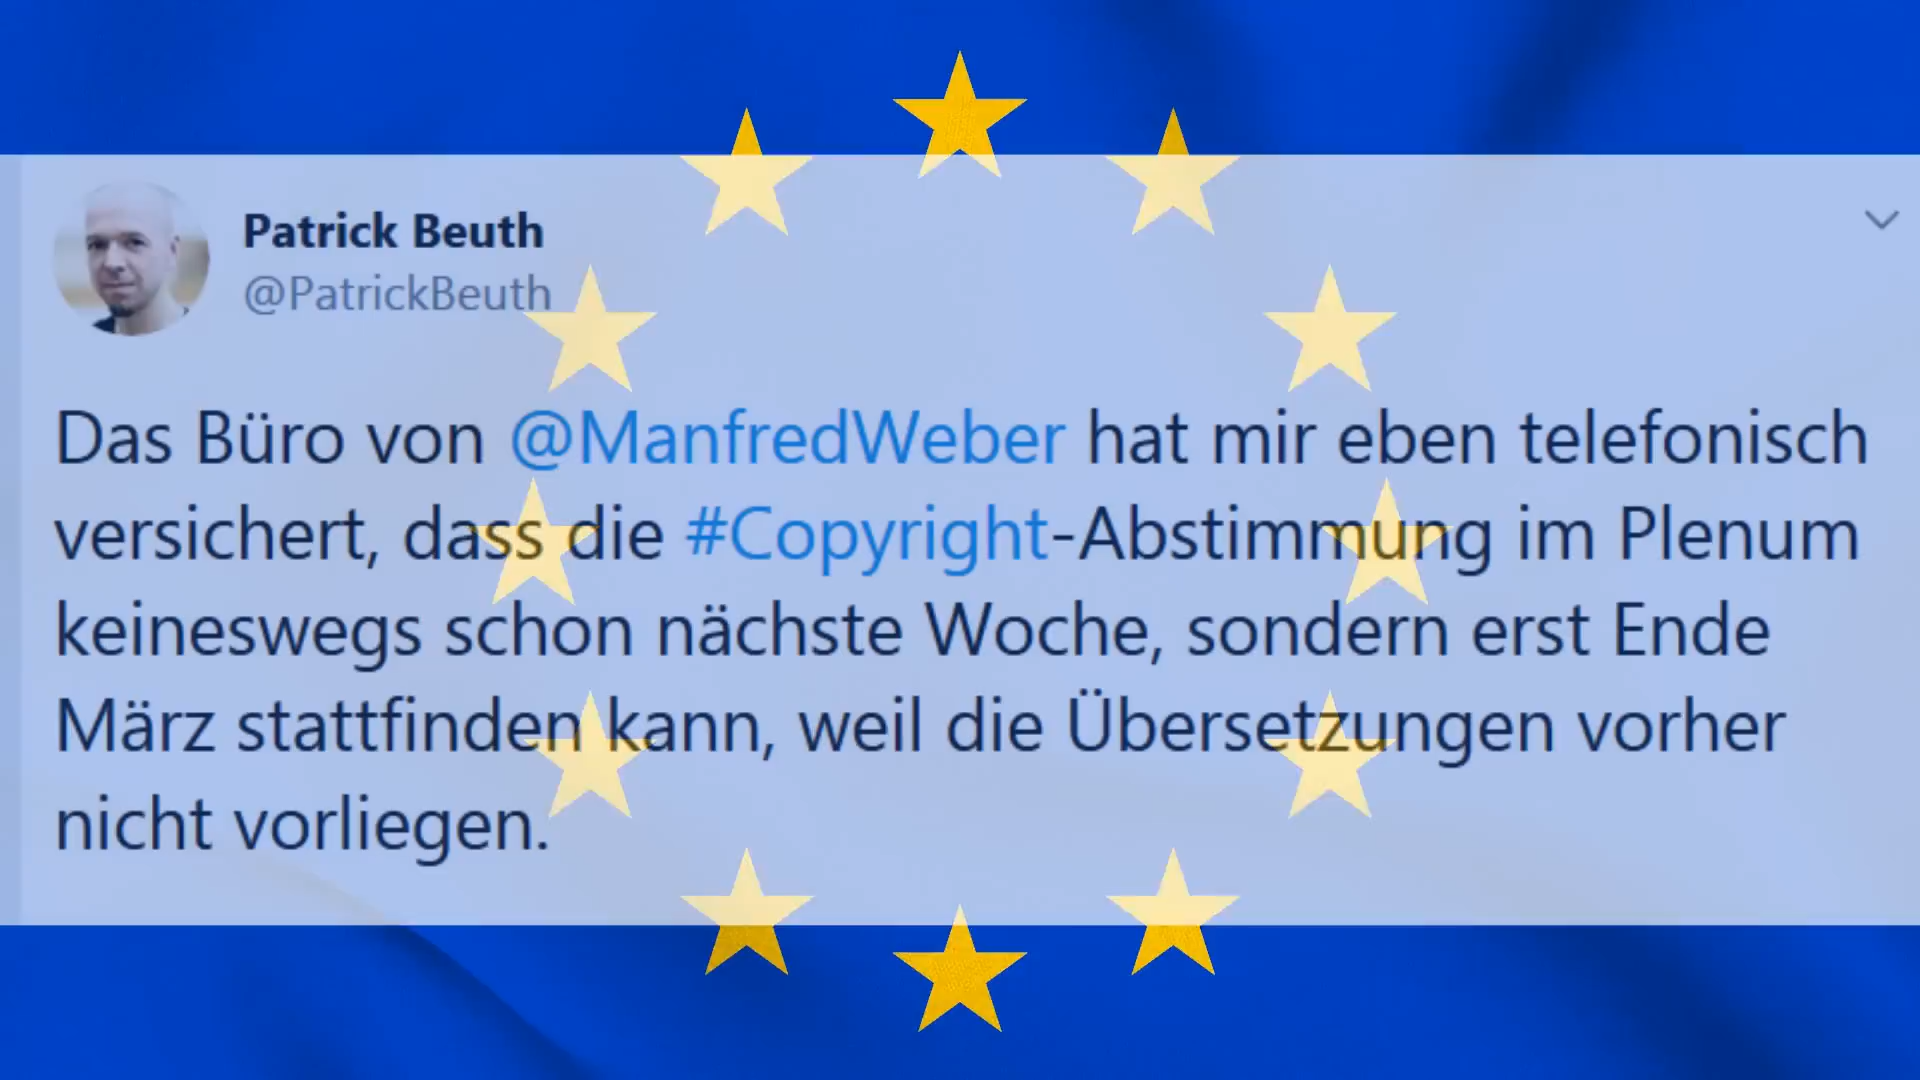 Patrick Beuth
@PatrickBeuth
Das Büro von @ManfredWeber hat mir eben telefonisch
versichert, dass die #Copyright-Abstimmung im Plenum
keineswegs schon nächste Woche, sondern erst Ende
März stattfinden kann, weil die Übersetzungen vorher
nicht vorliegen.